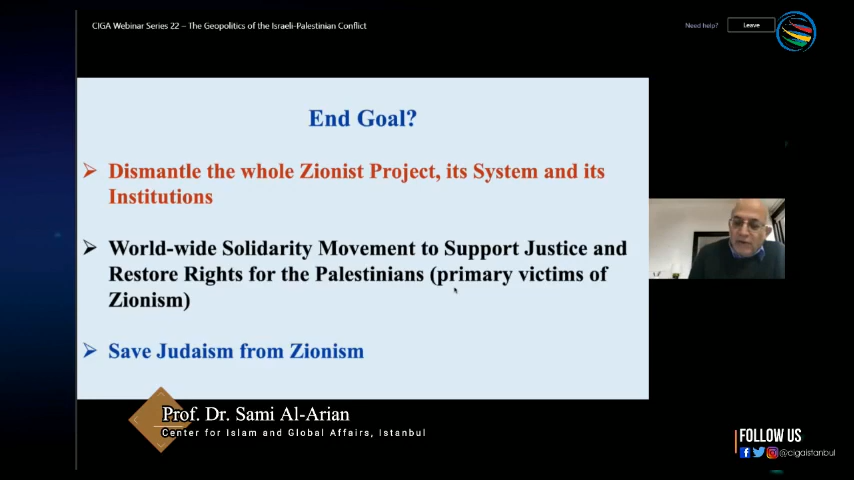 CIGA Webinar Series 22 – The Geopolitics of the Israeli-Palestinian Conflict
Need help?
Leave
End Goal?
➢ Dismantle the whole Zionist Project, its System and its
Institutions
➢ World-wide Solidarity Movement to Support Justice and
Restore Rights for the Palestinians (primary victims of
Zionism)
➢ Save Judaism from Zionism
Prof. Dr. Sami Al-Arian
Center for Islam and Global Affairs, Istanbul
FOLLOW US
@cigaistanbul